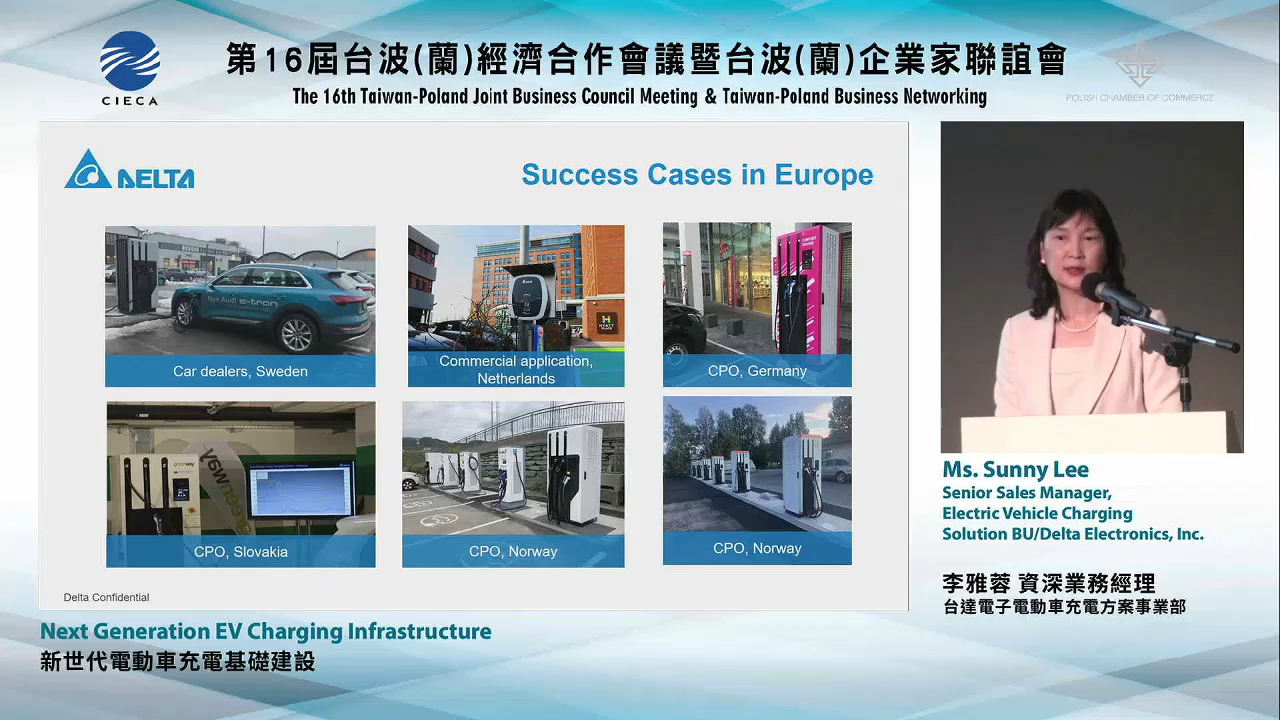 CIECA
第16屆台波(蘭)經濟合作會議暨台波(蘭)企業家聯誼會
The 16th Taiwan-Poland Joint Business Council Meeting & Taiwan-Poland Business Networking
POLISH CHAMBER OF COMMERCE
DELTA
Success Cases in Europe
Nye Audi e-tron
Car dealers, Sweden
HYATT
Commercial application,
Netherlands
CPO, Germany
greenway
CPO, Slovakia
CPO, Norway
CPO, Norway
Delta Confidential
Ms. Sunny Lee
Senior Sales Manager,
Electric Vehicle Charging
Solution BU/Delta Electronics, Inc.
李雅蓉 資深業務經理
台達電子電動車充電方案事業部
Next Generation EV Charging Infrastructure
新世代電動車充電基礎建設